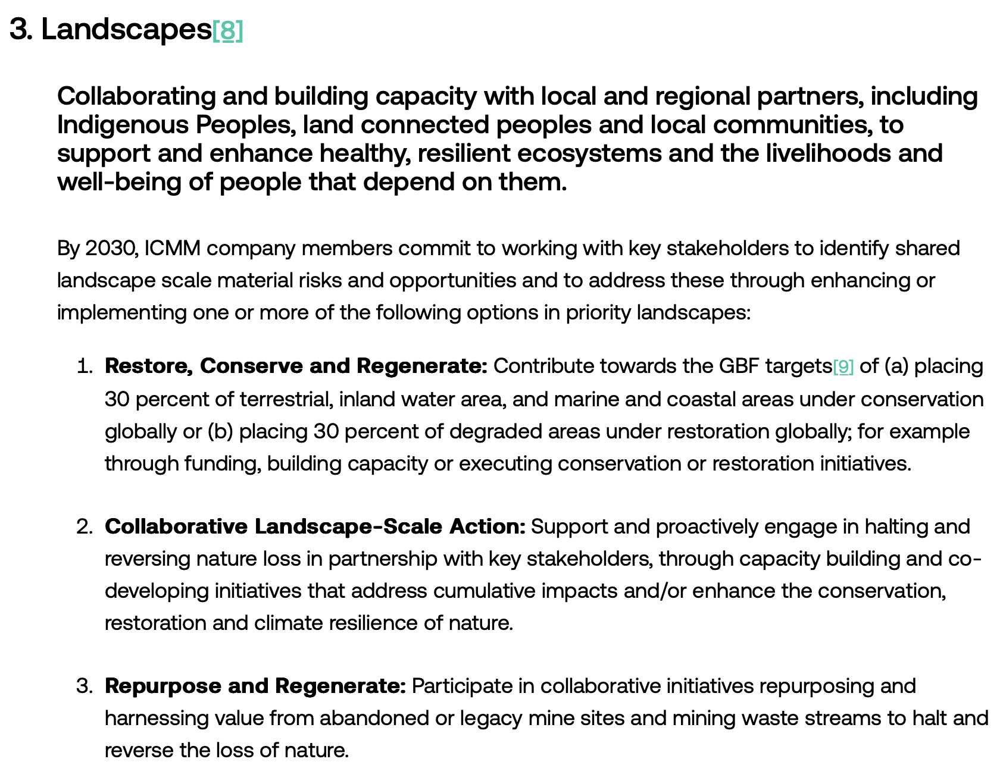 3. Landscapes[8]
Collaborating and building capacity with local and regional partners, including
Indigenous Peoples, land connected peoples and local communities, to
support and enhance healthy, resilient ecosystems and the livelihoods and
well-being of people that depend on them.
By 2030, ICMM company members commit to working with key stakeholders to identify shared
landscape scale material risks and opportunities and to address these through enhancing or
implementing one or more of the following options in priority landscapes:
1. Restore, Conserve and Regenerate: Contribute towards the GBF targets[9] of (a) placing
30 percent of terrestrial, inland water area, and marine and coastal areas under conservation
globally or (b) placing 30 percent of degraded areas under restoration globally; for example
through funding, building capacity or executing conservation or restoration initiatives.
2. Collaborative Landscape-Scale Action: Support and proactively engage in halting and
reversing nature loss in partnership with key stakeholders, through capacity building and co-
developing initiatives that address cumulative impacts and/or enhance the conservation,
restoration and climate resilience of nature.
3. Repurpose and Regenerate: Participate in collaborative initiatives repurposing and
harnessing value from abandoned or legacy mine sites and mining waste streams to halt and
reverse the loss of nature.